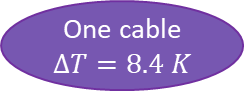 One cable
ΔT = 8.4 K